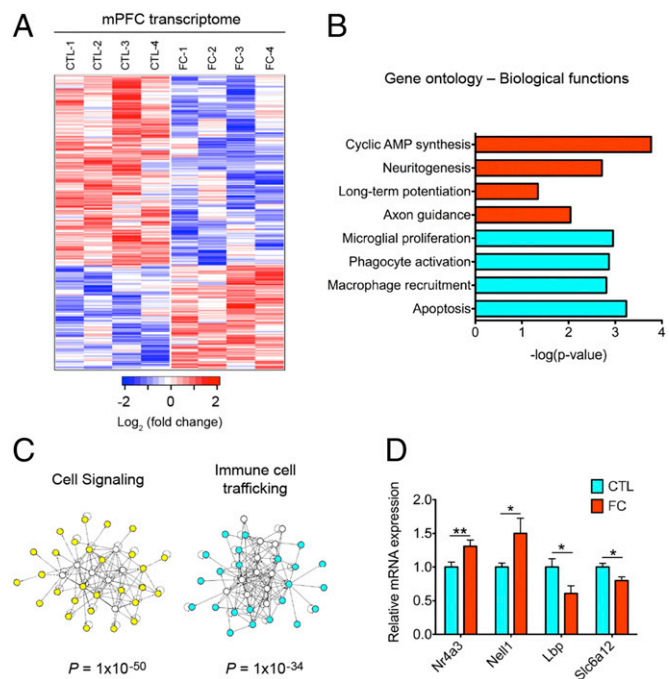 A
mPFC transcriptome
CTL-1 CTL-2 CTL-3 CTL-4 FC-1 FC-2 FC-3 FC-4
-2 0 2
Log2 (fold change)
B
Gene ontology – Biological functions
Cyclic AMP synthesis
Neuritogenesis
Long-term potentiation
Axon guidance
Microglial proliferation
Phagocyte activation
Macrophage recruitment
Apoptosis
0 1 2 3 4
-log(p-value)
C
Cell Signaling
Immune cell
trafficking
P = 1x10-50
P = 1x10-34
D
CTL
FC
Relative mRNA expression
2.0
1.5
1.0
0.5
0.0
** * * *
Nr4a3 Nell1 Lbp Slc6a12